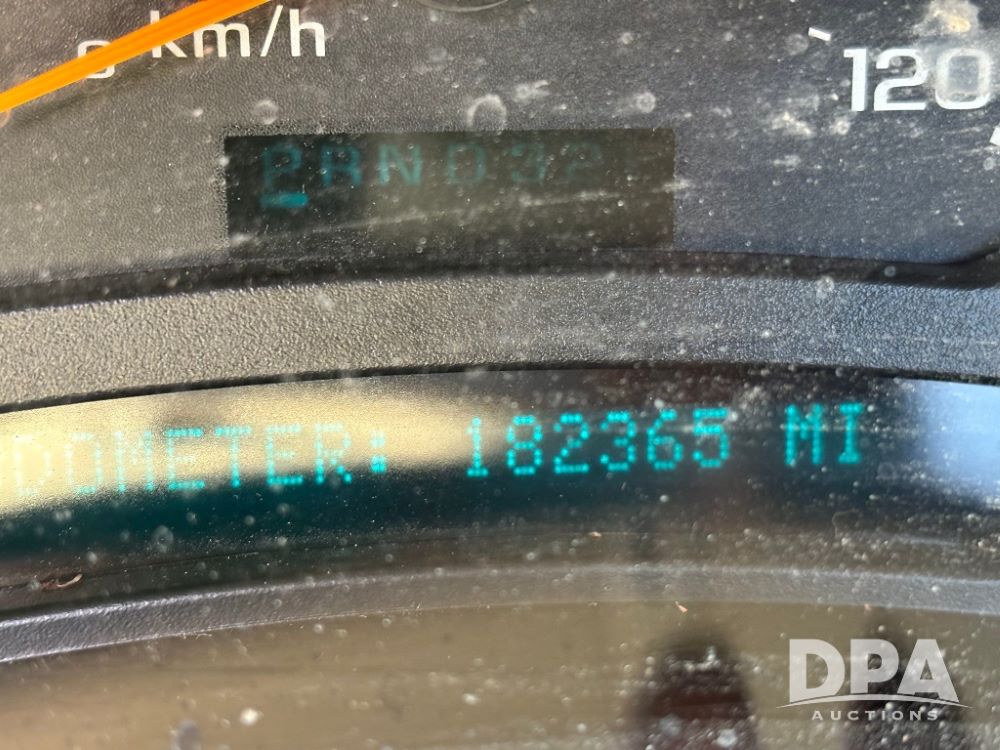 km/h
120
PRND32
DOMETER: 182365 MI
DPA
AUCTIONS